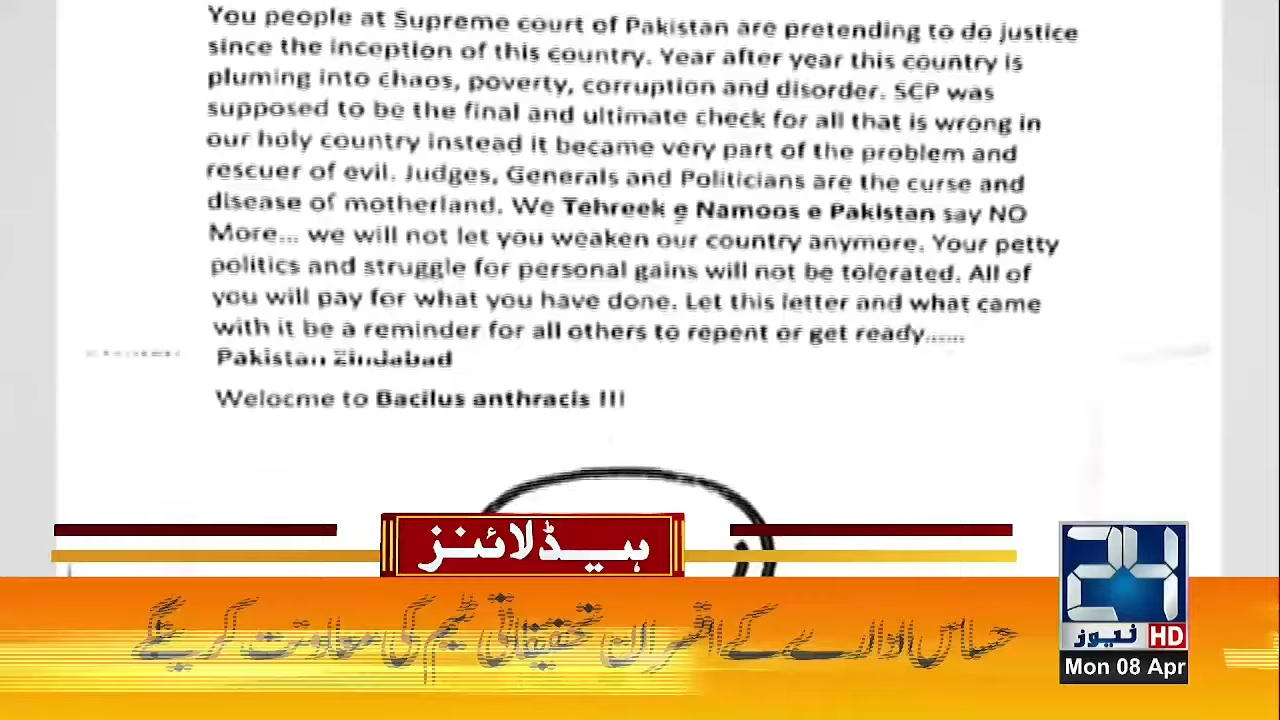 You people at Supreme court of Pakistan are pretending to do justice
since the inception of this country. Year after year this country is
pluming into chaos, poverty, corruption and disorder. SCP was
supposed to be the final and ultimate check for all that is wrong in
our holy country instead it became very part of the problem and
rescuer of evil. Judges, Generals and Politicians are the curse and
disease of motherland. We Tehreek e Namoos e Pakistan say NO
More... we will not let you weaken our country anymore. Your petty
politics and struggle for personal gains will not be tolerated. All of
you will pay for what you have done. Let this letter and what came
with it be a reminder for all others to repent or get ready......
Pakistan Zindabad
Welocme to Bacilus anthracis !!!
ہیڈلائنز
حساس ادارے کے افسران تحقیقاتی ٹیم کی معاونت کرینگے
24
نیوز HD
Mon 08 Apr